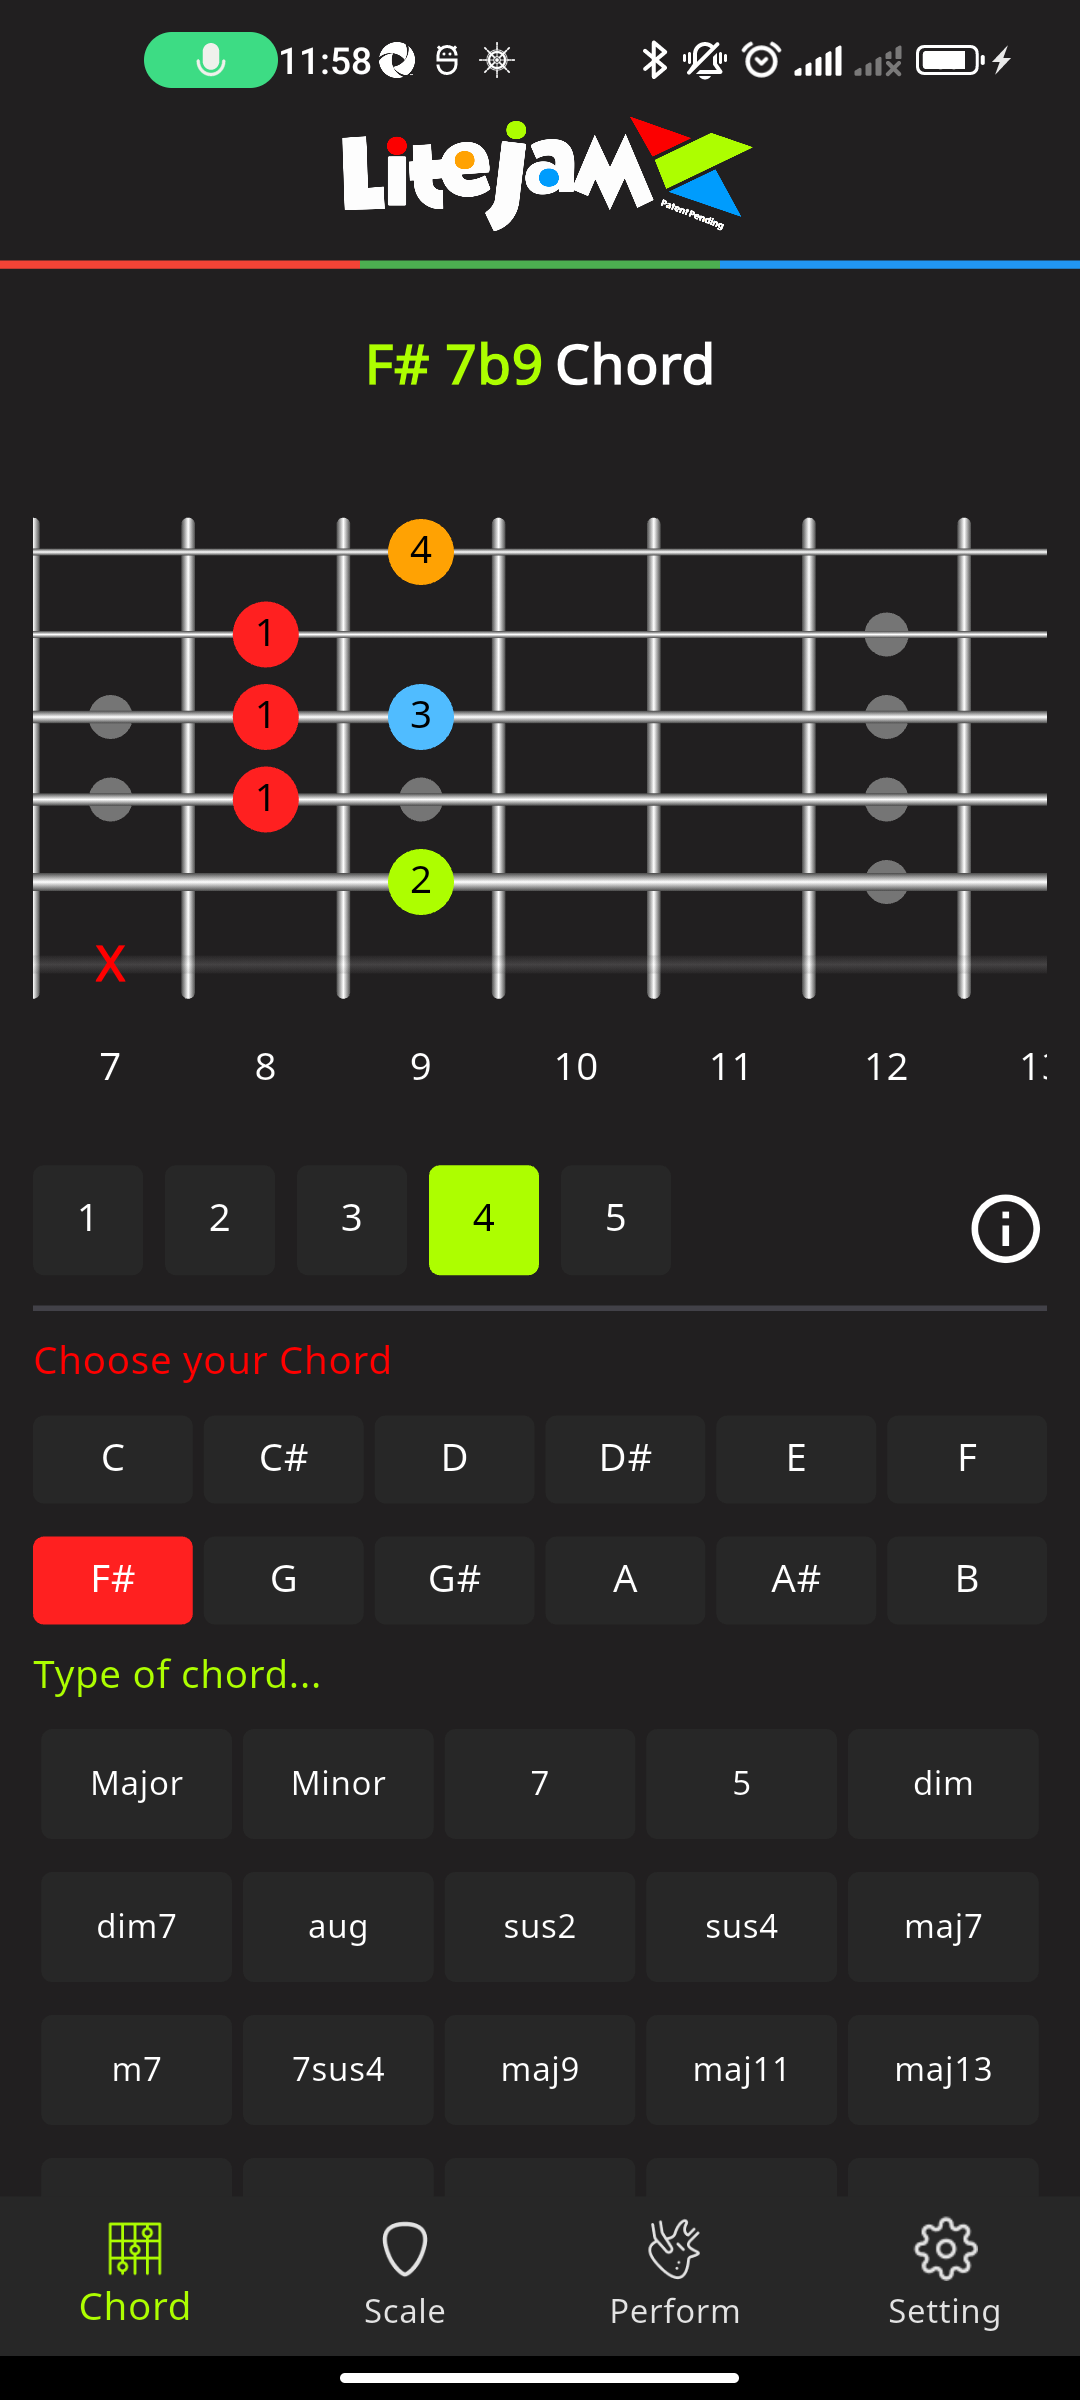 11:58
Litejam
Patent Pending
F# 7b9 Chord
4
1
1 3
1
2
X
7 8 9 10 11 12
1 2 3 4 5
Choose your Chord
C C# D D# E F
F# G G# A A# B
Type of chord...
Major Minor 7 5 dim
dim7 aug sus2 sus4 maj7
m7 7sus4 maj9 maj11 maj13
Chord Scale Perform Setting